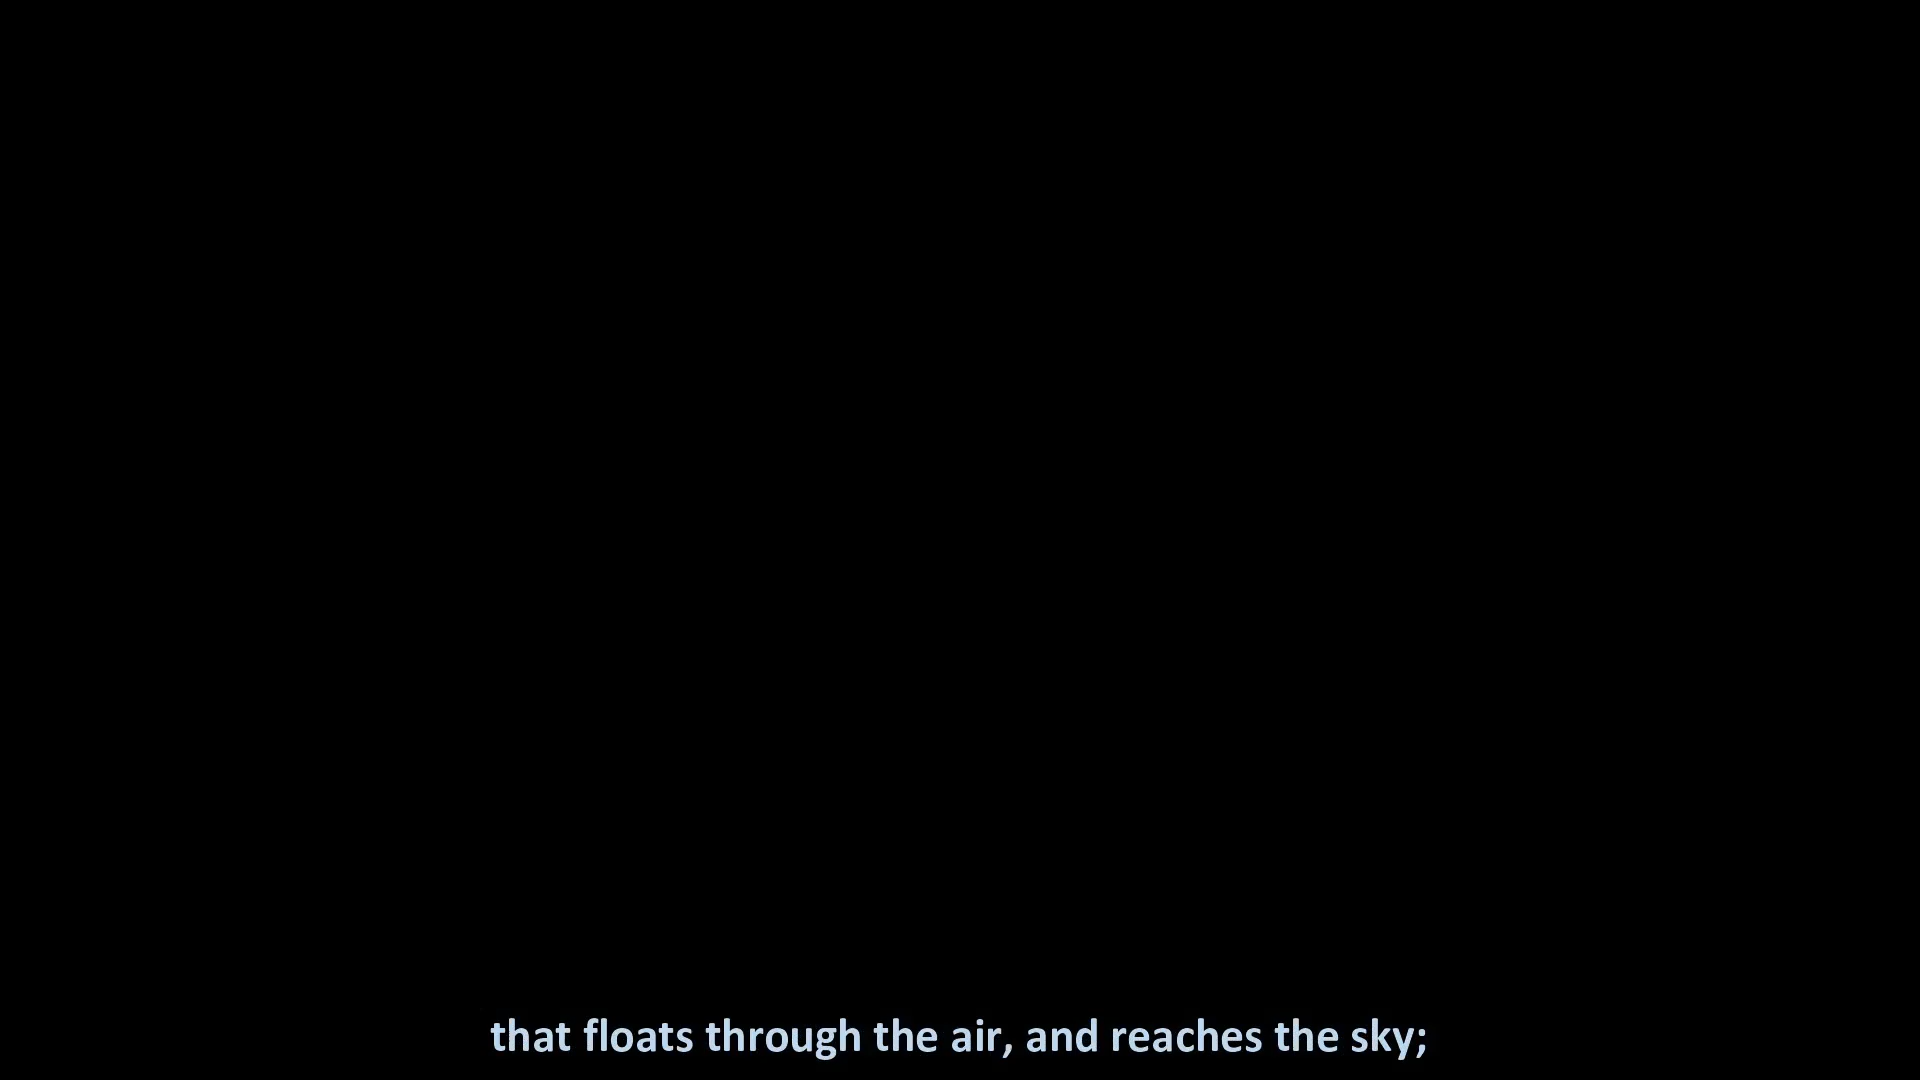 that floats through the air, and reaches the sky;